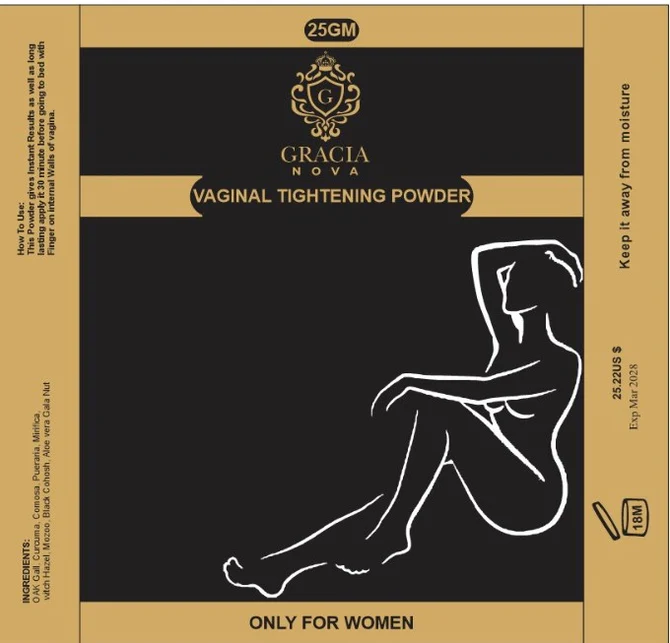 25GM
G
GRACIA
NOVA
VAGINAL TIGHTENING POWDER
ONLY FOR WOMEN
How To Use:
This Powder gives Instant Results as well as long
lasting apply it 30 minute before going to bed with
Finger on internal Walls of vagina.
INGREDIENTS:
OAK Gall, Curcuma, Comosa, Pueraria, Mirifica,
witch Hazel, Mezoo, Black Cohosh, Aloe vera Gala Nut
Keep it away from moisture
25.22US $
Exp Mar 2028
18M